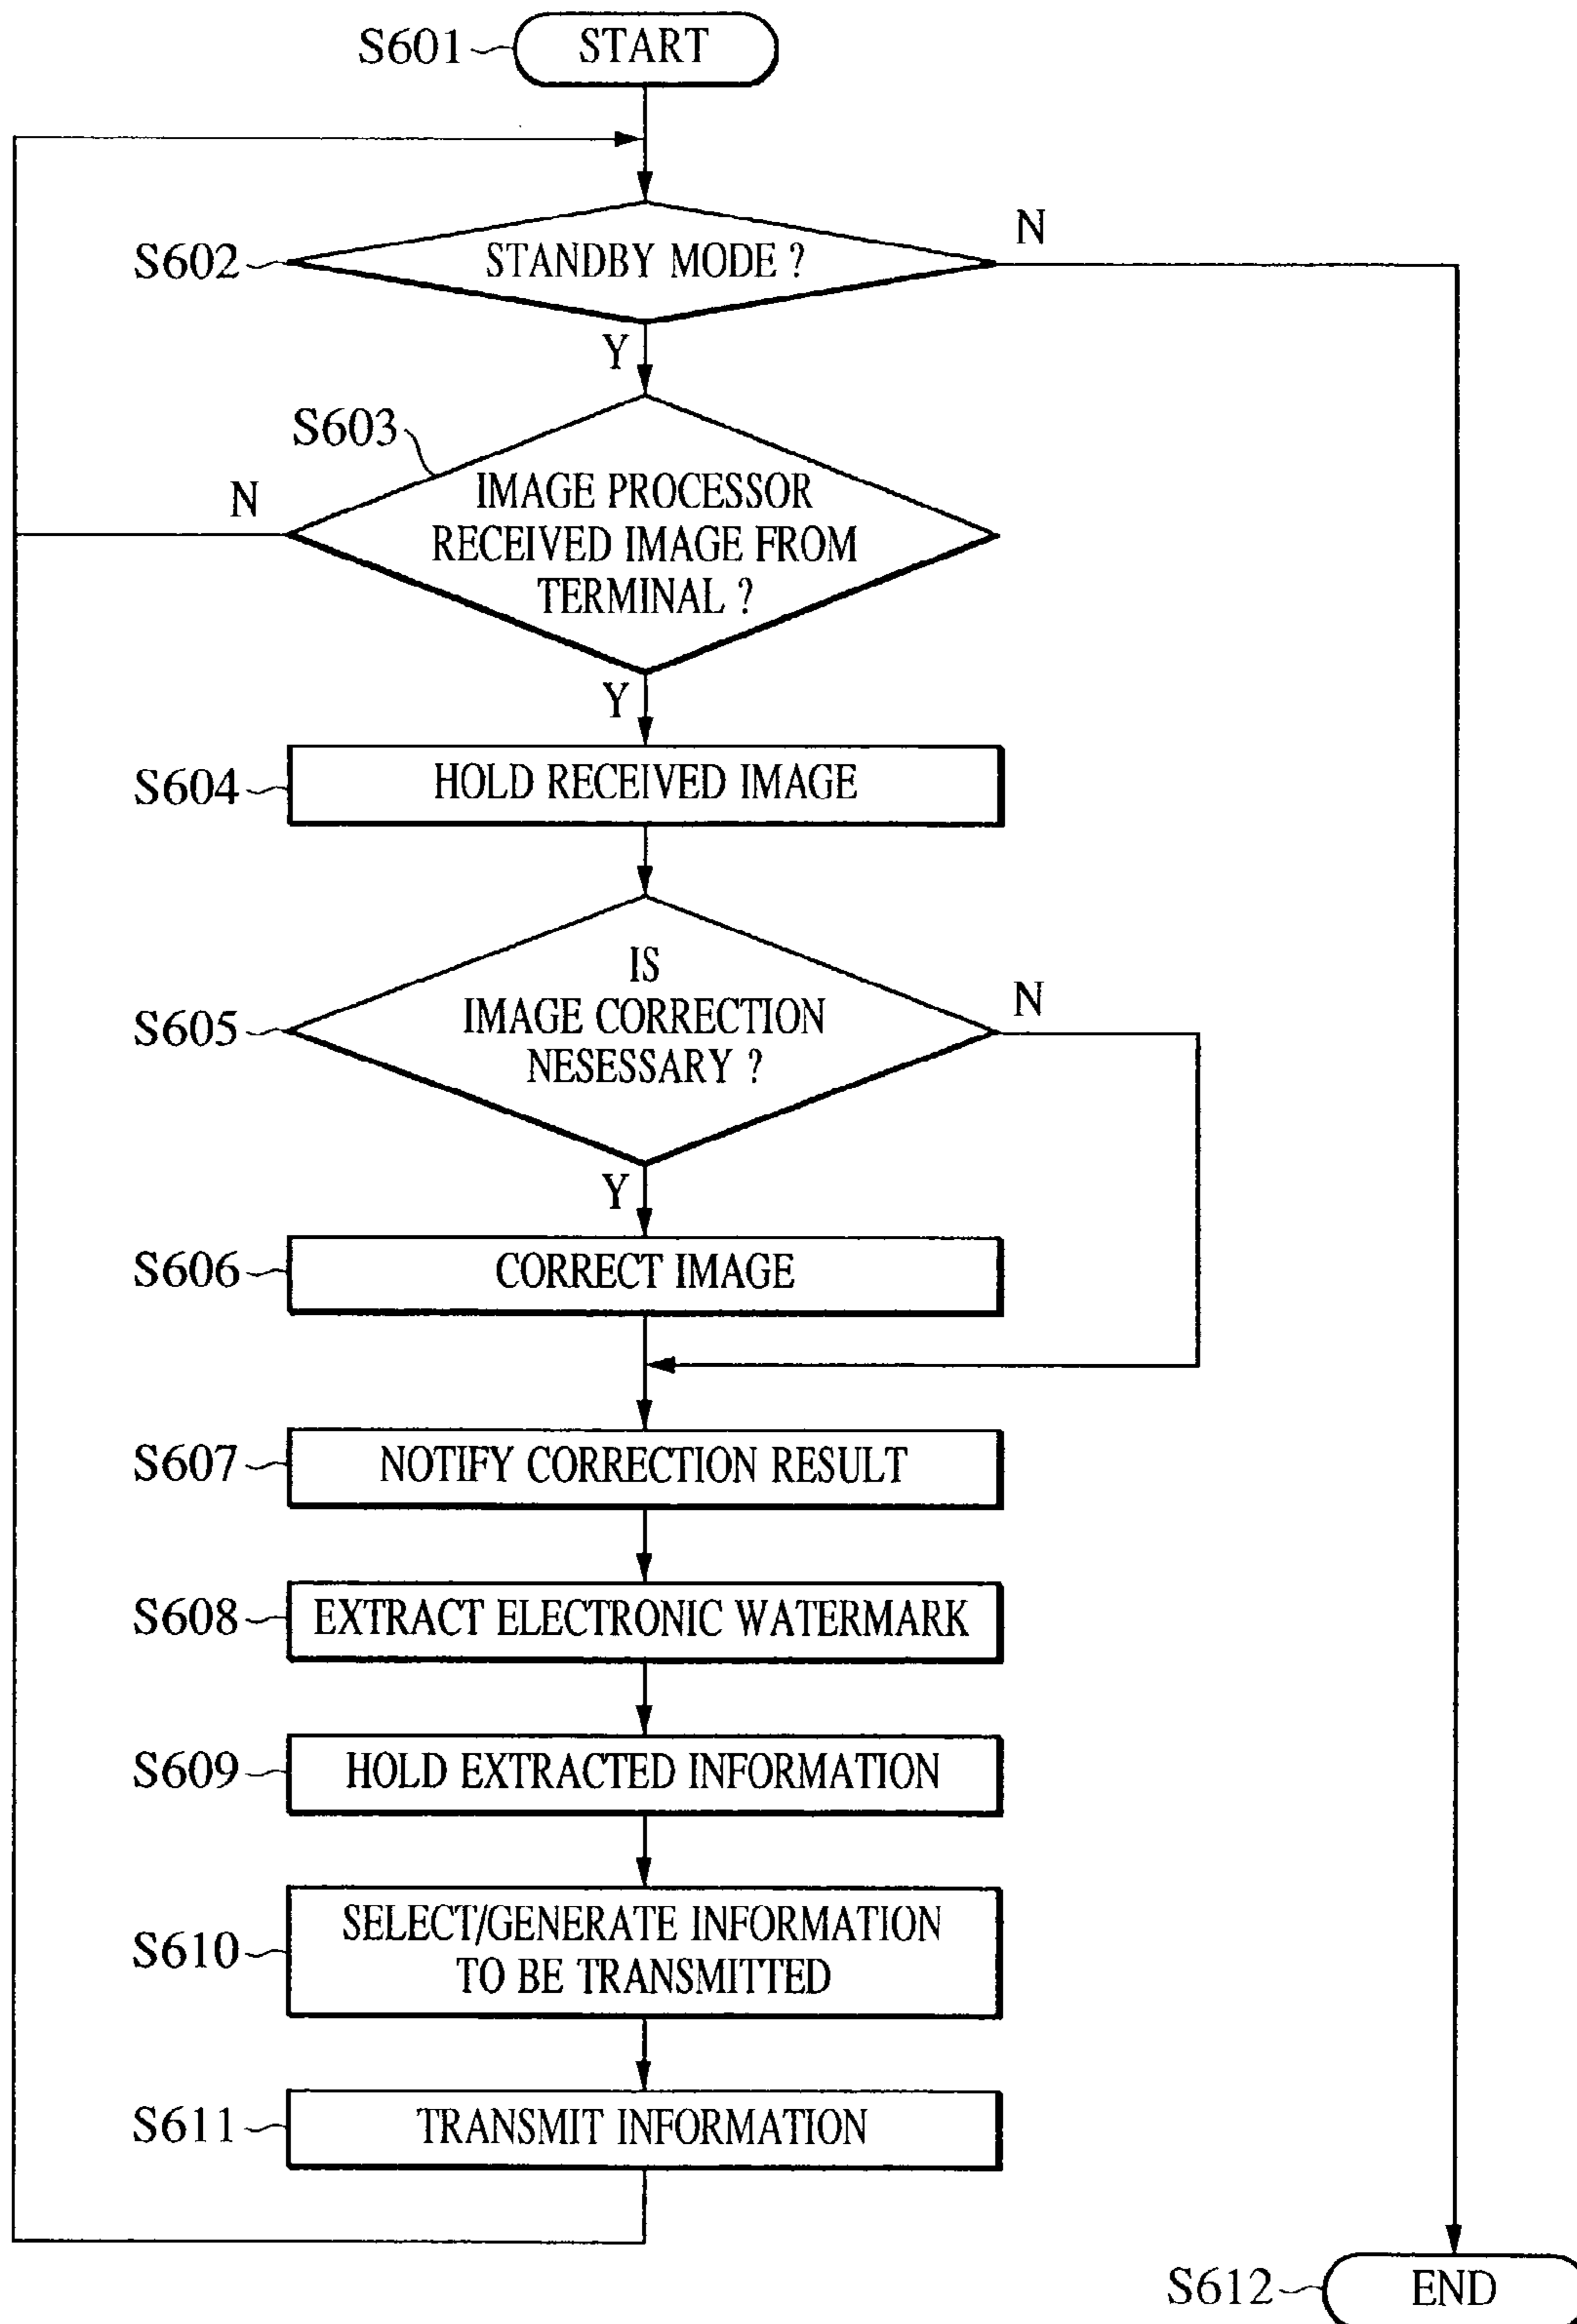 S601
START
S602
STANDBY MODE ?
N
Y
S603
IMAGE PROCESSOR
RECEIVED IMAGE FROM
TERMINAL ?
N
Y
S604
HOLD RECEIVED IMAGE
S605
IS
IMAGE CORRECTION
NESESSARY ?
N
Y
S606
CORRECT IMAGE
S607
NOTIFY CORRECTION RESULT
S608
EXTRACT ELECTRONIC WATERMARK
S609
HOLD EXTRACTED INFORMATION
S610
SELECT/GENERATE INFORMATION
TO BE TRANSMITTED
S611
TRANSMIT INFORMATION
S612
END